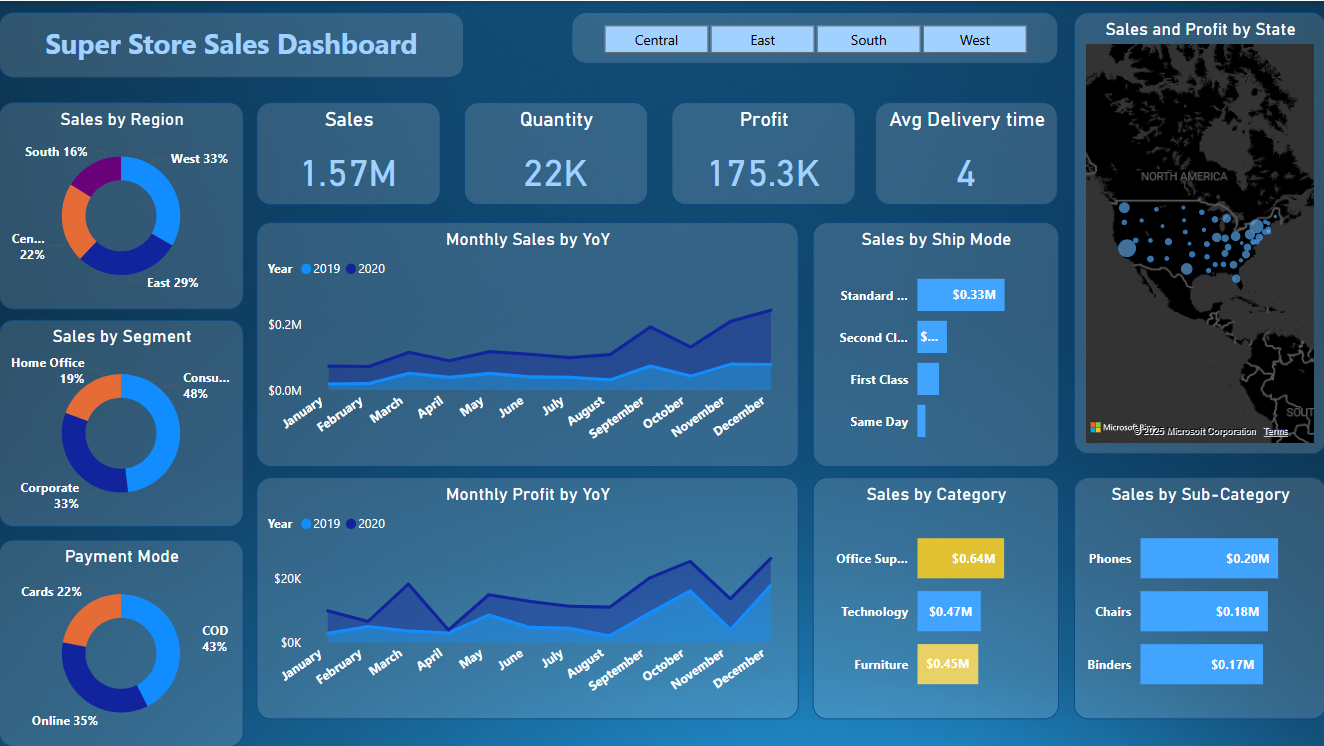 Super Store Sales Dashboard
Central
East
South
West
Sales and Profit by State
NORTH AMERICA
SOUT
Microsoft Bing
© 2025 Microsoft Corporation Terms
Sales by Region
South 16%
West 33%
Cen...
22%
East 29%
Sales
1.57M
Quantity
22K
Profit
175.3K
Avg Delivery time
4
Monthly Sales by YoY
Year 2019 2020
$0.2M
$0.0M
January
February
March
April
May
June
July
August
September
October
November
December
Sales by Ship Mode
Standard ... $0.33M
Second Cl... $...
First Class
Same Day
Sales by Segment
Home Office
19%
Consu...
48%
Corporate
33%
Monthly Profit by YoY
Year 2019 2020
$20K
$0K
January
February
March
April
May
June
July
August
September
October
November
December
Sales by Category
Office Sup... $0.64M
Technology $0.47M
Furniture $0.45M
Sales by Sub-Category
Phones $0.20M
Chairs $0.18M
Binders $0.17M
Payment Mode
Cards 22%
COD
43%
Online 35%